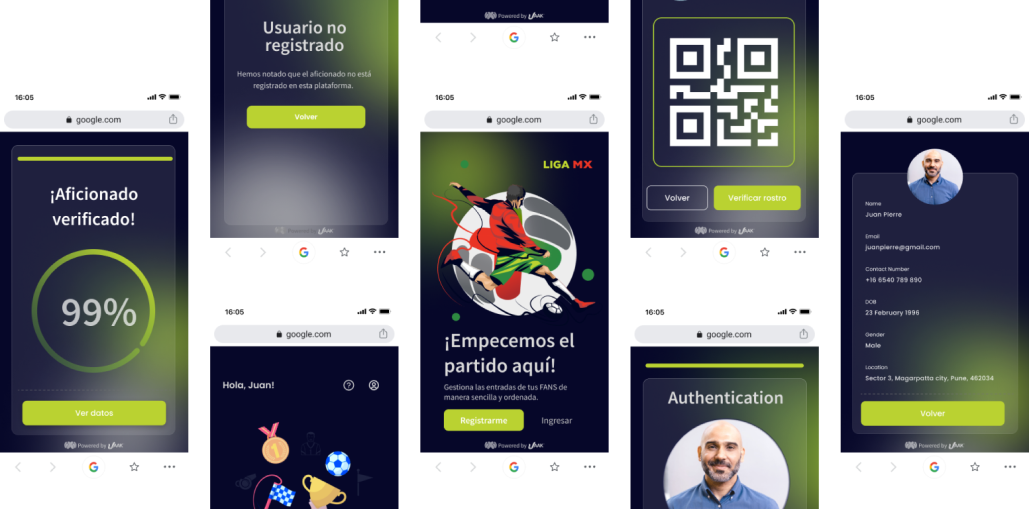 16:05
google.com
¡Aficionado
verificado!
99%
Ver datos
Powered by
Usuario no
registrado
Hemos notado que el aficionado no está
registrado en esta plataforma.
Volver
Powered by
16:05
google.com
Hola, Juan!
?
1
Powered by
16:05
google.com
LIGA MX
¡Empecemos el
partido aquí!
Gestiona las entradas de tus FANS de
manera sencilla y ordenada.
Registrarme
Ingresar
Powered by
Volver
Verificar rostro
Powered by
16:05
google.com
Authentication
16:05
google.com
Name
Juan Pierre
Email
juanpierre@gmail.com
Contact Number
+16 6540 789 890
DOB
23 February 1996
Gender
Male
Location
Sector 3, Magarpatta city, Pune, 462034
Volver
Powered by